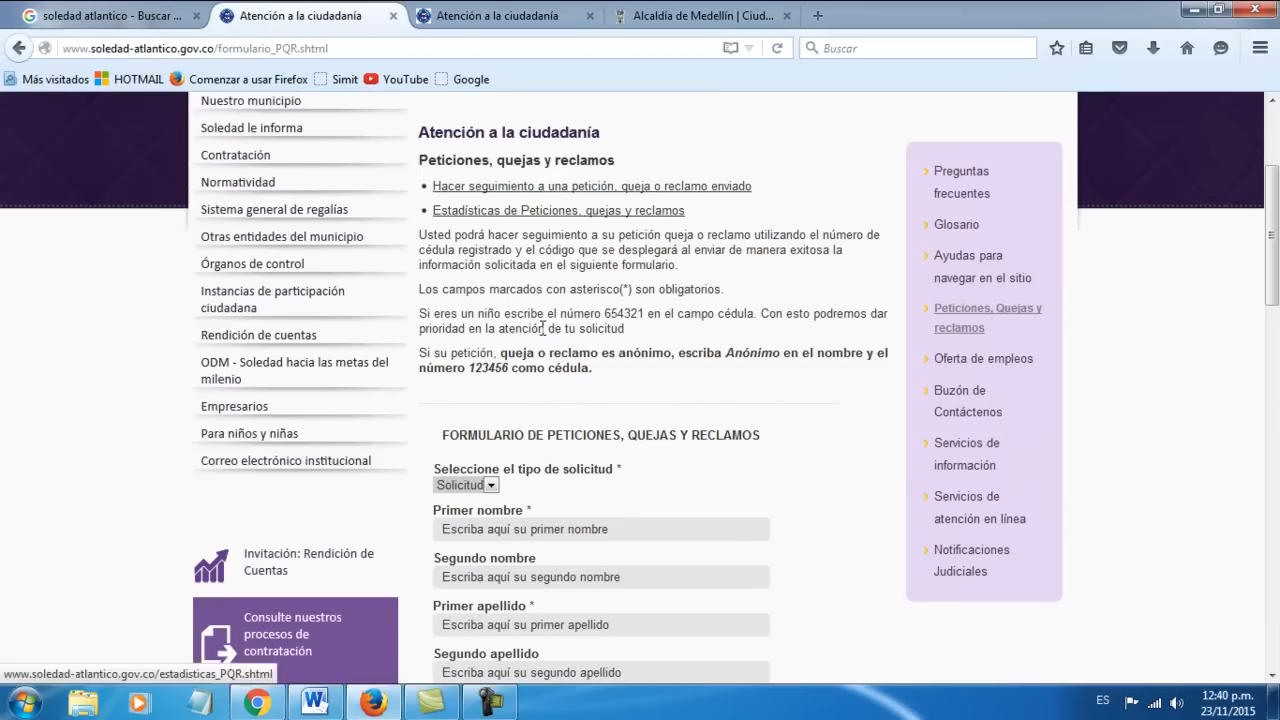 soledad atlantico - Buscar ...
Atención a la ciudadanía
Atención a la ciudadanía
Alcaldía de Medellín | Ciud...
www.soledad-atlantico.gov.co/formulario_PQR.shtml
Buscar
Más visitados
HOTMAIL
Comenzar a usar Firefox
Simit
YouTube
Google
Nuestro municipio
Soledad le informa
Contratación
Normatividad
Sistema general de regalías
Otras entidades del municipio
Órganos de control
Instancias de participación
ciudadana
Rendición de cuentas
ODM - Soledad hacia las metas del
milenio
Empresarios
Para niños y niñas
Correo electrónico institucional
Invitación: Rendición de
Cuentas
Consulte nuestros
procesos de
contratación
Atención a la ciudadanía
Peticiones, quejas y reclamos
• Hacer seguimiento a una petición, queja o reclamo enviado
• Estadísticas de Peticiones, quejas y reclamos
Usted podrá hacer seguimiento a su petición queja o reclamo utilizando el número de
cédula registrado y el código que se desplegará al enviar de manera exitosa la
información solicitada en el siguiente formulario.
Los campos marcados con asterisco(*) son obligatorios.
Si eres un niño escribe el número 654321 en el campo cédula. Con esto podremos dar
prioridad en la atención de tu solicitud
Si su petición, queja o reclamo es anónimo, escriba Anónimo en el nombre y el
número 123456 como cédula.
FORMULARIO DE PETICIONES, QUEJAS Y RECLAMOS
Seleccione el tipo de solicitud *
Solicitud
Primer nombre *
Escriba aquí su primer nombre
Segundo nombre
Escriba aquí su segundo nombre
Primer apellido *
Escriba aquí su primer apellido
Segundo apellido
Escriba aquí su segundo apellido
Preguntas
frecuentes
Glosario
Ayudas para
navegar en el sitio
Peticiones, Quejas y
reclamos
Oferta de empleos
Buzón de
Contáctenos
Servicios de
información
Servicios de
atención en línea
Notificaciones
Judiciales
www.soledad-atlantico.gov.co/estadisticas_PQR.shtml
ES
12:40 p.m.
23/11/2015